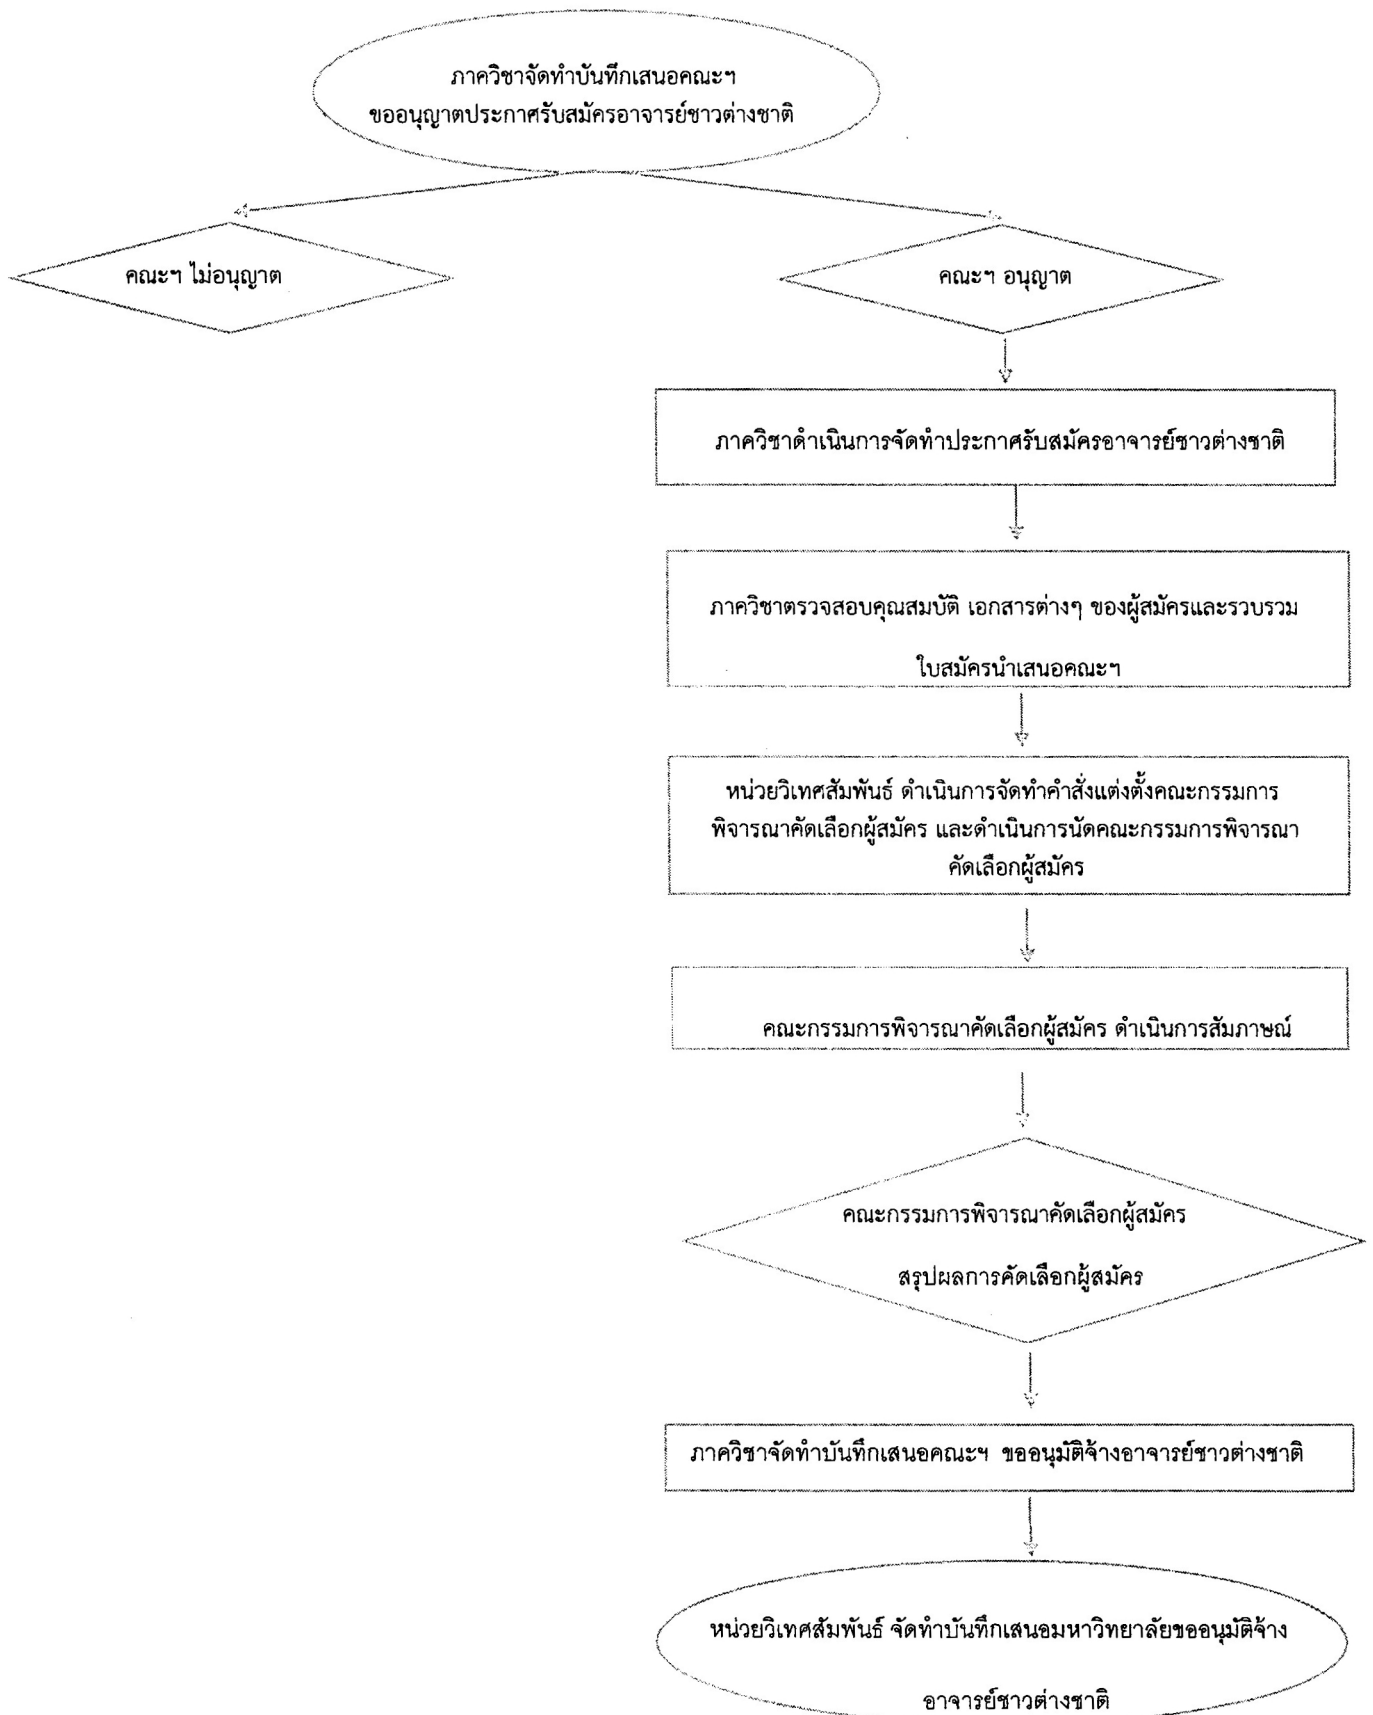 ภาควิชาจัดทำบันทึกเสนอคณะฯ
ขออนุญาตประกาศรับสมัครอาจารย์ชาวต่างชาติ
คณะฯ ไม่อนุญาต
คณะฯ อนุญาต
ภาควิชาดำเนินการจัดทำประกาศรับสมัครอาจารย์ชาวต่างชาติ
ภาควิชาตรวจสอบคุณสมบัติ เอกสารต่างๆ ของผู้สมัครและรวบรวม
ใบสมัครนำเสนอคณะฯ
หน่วยวิเทศสัมพันธ์ ดำเนินการจัดทำคำสั่งแต่งตั้งคณะกรรมการ
พิจารณาคัดเลือกผู้สมัคร และดำเนินการนัดคณะกรรมการพิจารณา
คัดเลือกผู้สมัคร
คณะกรรมการพิจารณาคัดเลือกผู้สมัคร ดำเนินการสัมภาษณ์
คณะกรรมการพิจารณาคัดเลือกผู้สมัคร
สรุปผลการคัดเลือกผู้สมัคร
ภาควิชาจัดทำบันทึกเสนอคณะฯ ขออนุมัติจ้างอาจารย์ชาวต่างชาติ
หน่วยวิเทศสัมพันธ์ จัดทำบันทึกเสนอมหาวิทยาลัยขออนุมัติจ้าง
อาจารย์ชาวต่างชาติ